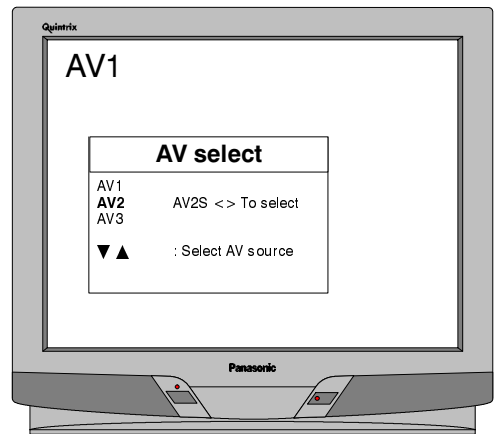 Quintrix
AV1
AV select
AV1
AV2 AV2S < > To select
AV3
▼ ▲ : Select AV source
Panasonic